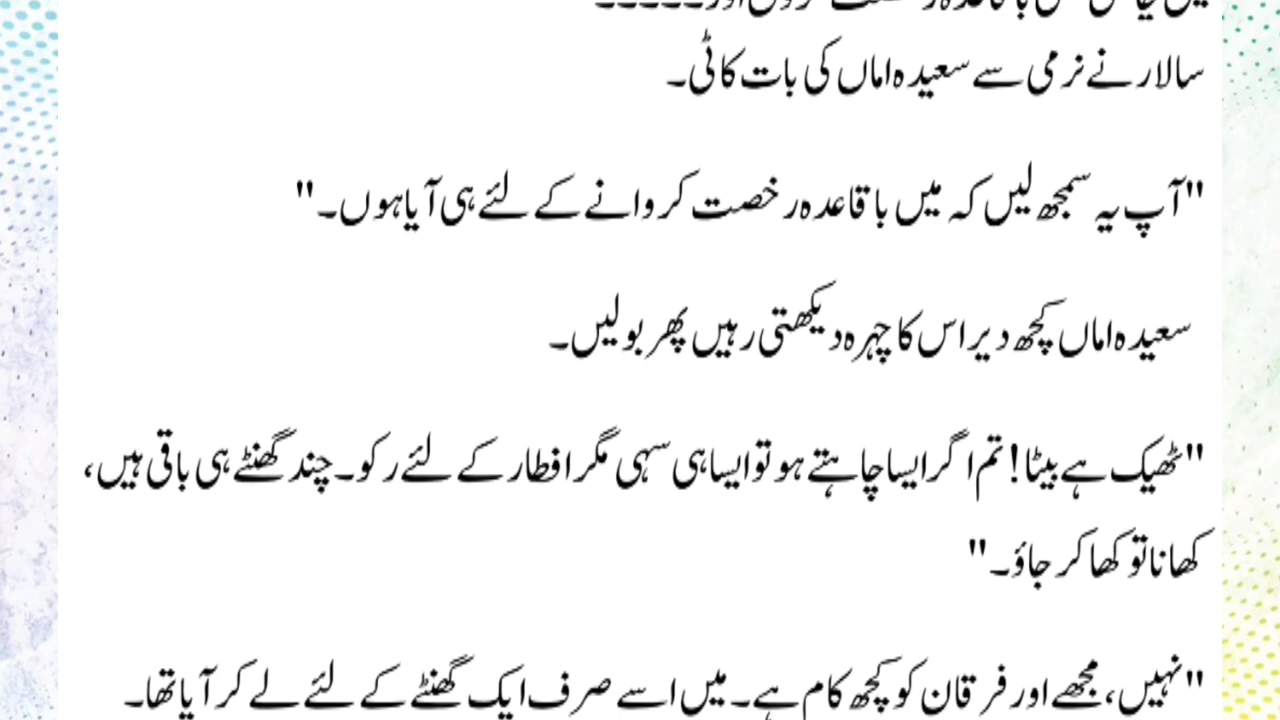 سالار نے نرمی سے سعیدہ اماں کی بات کاٹی۔
"آپ یہ سمجھ لیں کہ میں باقاعدہ رخصت کروانے کے لئے ہی آیا ہوں۔"
سعیدہ اماں کچھ دیر اس کا چہرہ دیکھتی رہیں پھر بولیں۔
"ٹھیک ہے بیٹا! تم اگر ایسا چاہتے ہو تو ایسا ہی سہی مگر افطار کے لئے رکو۔ چند گھنٹے ہی باقی ہیں،
کھانا تو کھا کر جاؤ۔"
"نہیں، مجھے اور فرقان کو کچھ کام ہے۔ میں اسے صرف ایک گھنٹے کے لئے لے کر آیا تھا۔